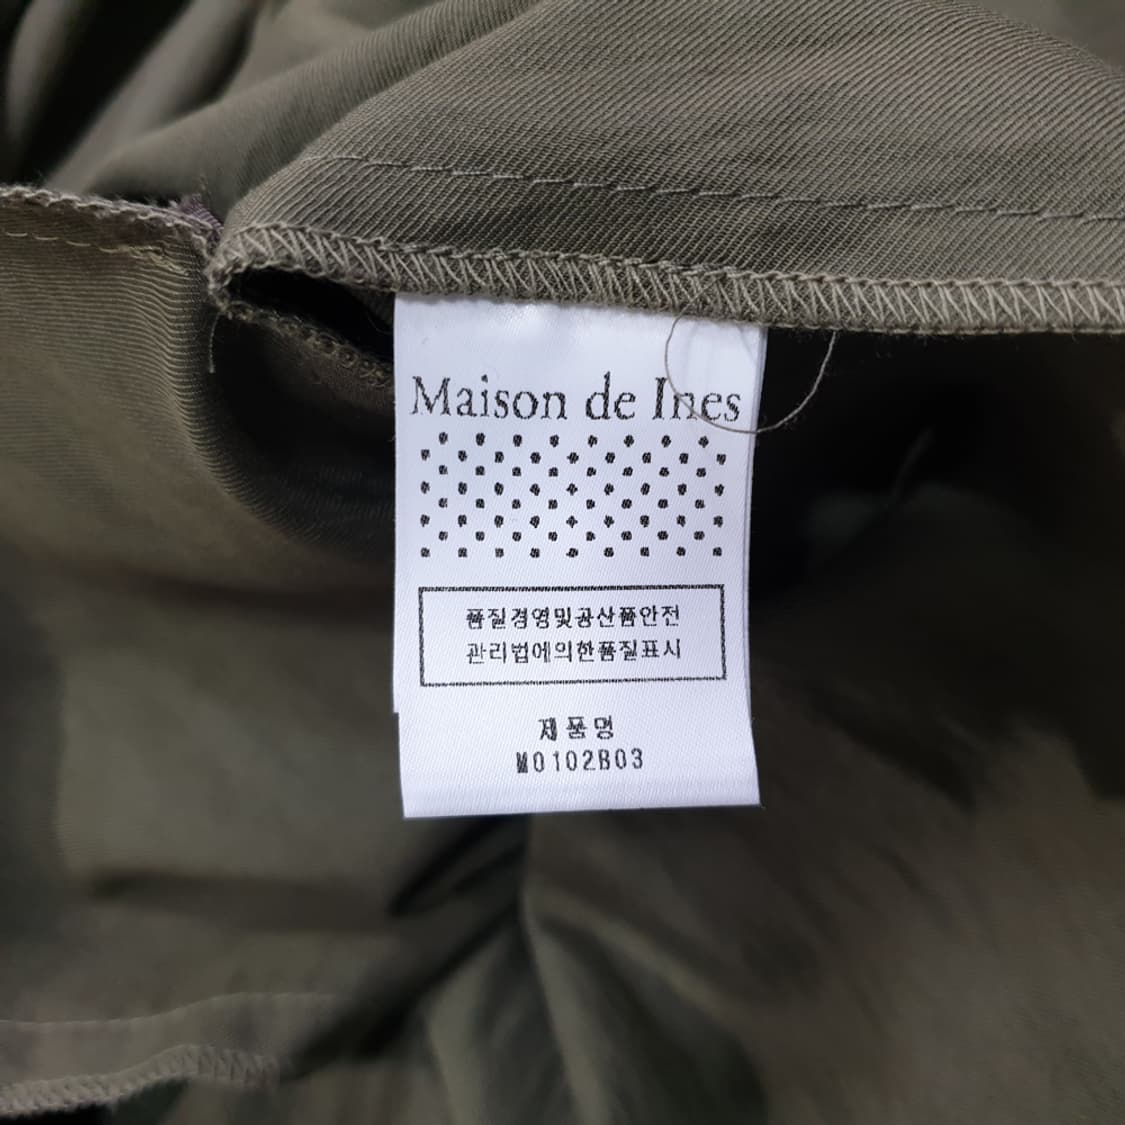 Maison de Ines
품질경영및공산품안전
관리법에의한품질표시
제품명
M0102B03